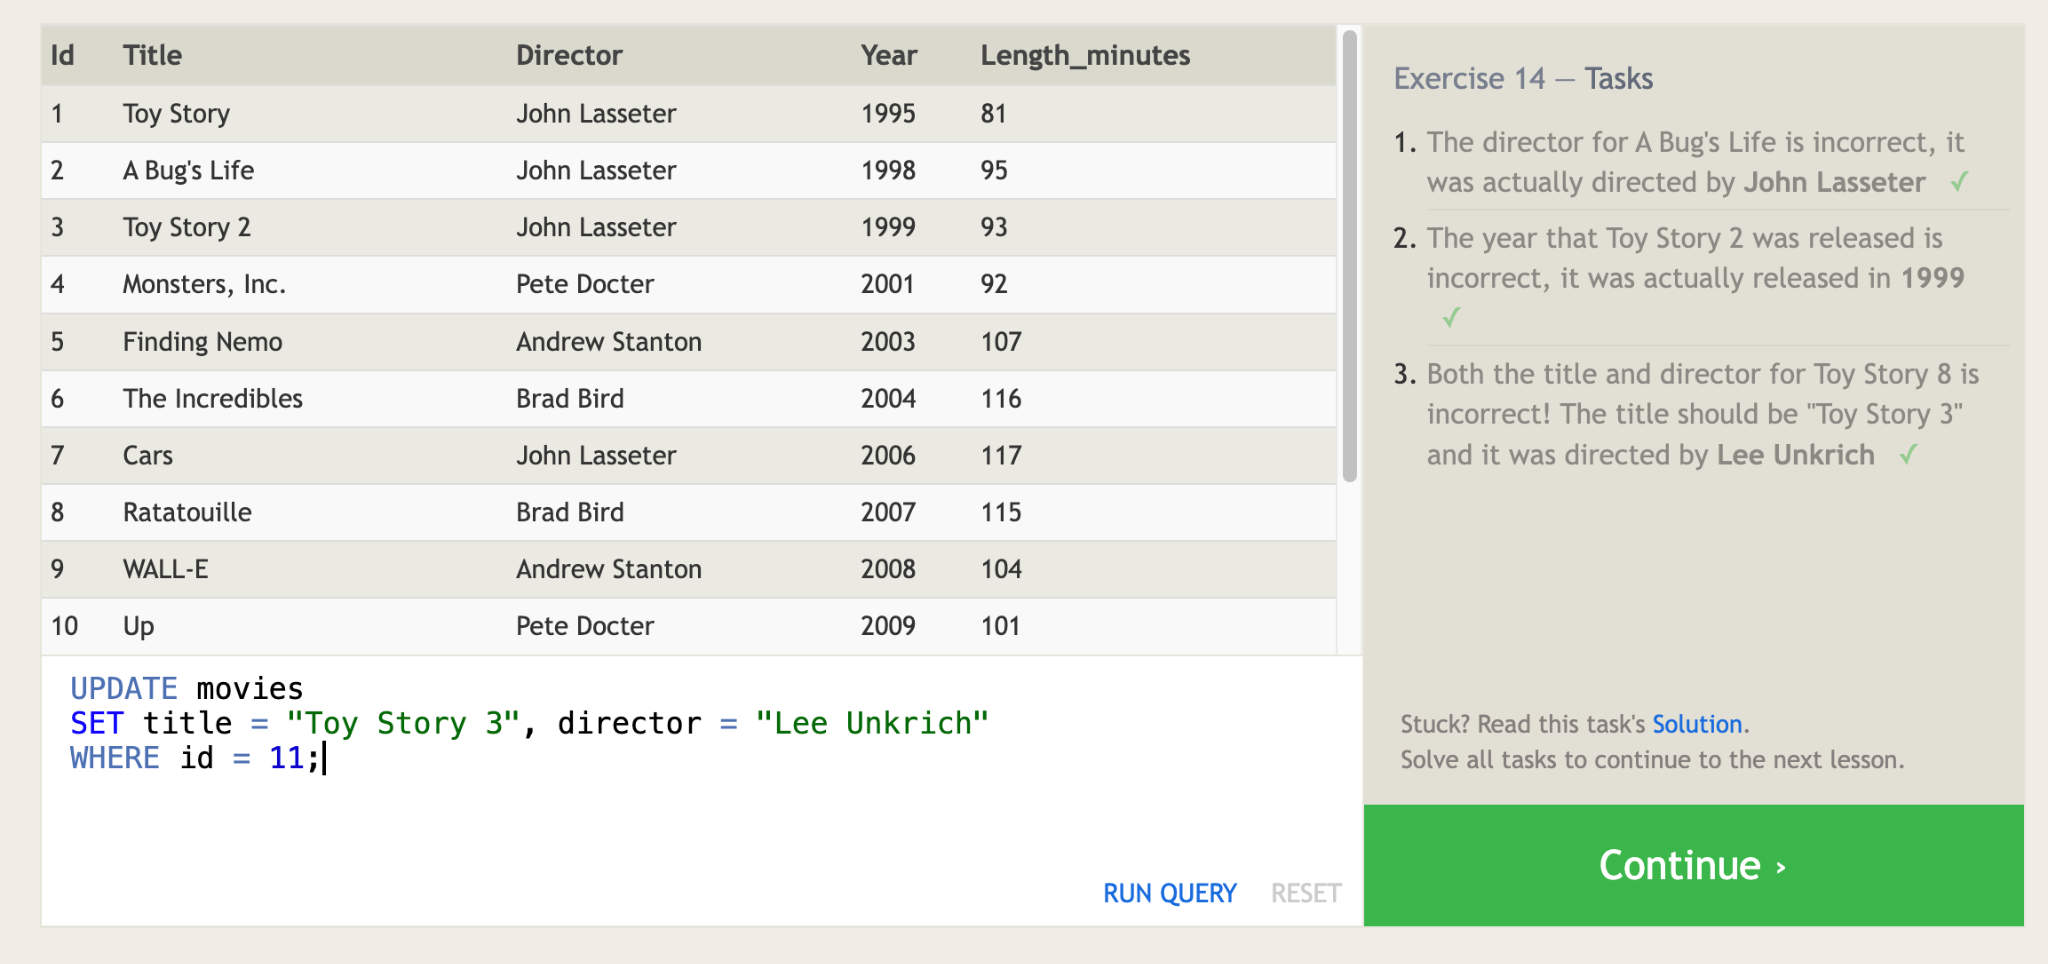 Id Title Director Year Length_minutes
1 Toy Story John Lasseter 1995 81
2 A Bug's Life John Lasseter 1998 95
3 Toy Story 2 John Lasseter 1999 93
4 Monsters, Inc. Pete Docter 2001 92
5 Finding Nemo Andrew Stanton 2003 107
6 The Incredibles Brad Bird 2004 116
7 Cars John Lasseter 2006 117
8 Ratatouille Brad Bird 2007 115
9 WALL-E Andrew Stanton 2008 104
10 Up Pete Docter 2009 101
UPDATE movies
SET title = "Toy Story 3", director = "Lee Unkrich"
WHERE id = 11;
RUN QUERY RESET
Exercise 14 — Tasks
1. The director for A Bug's Life is incorrect, it
was actually directed by John Lasseter ✓
2. The year that Toy Story 2 was released is
incorrect, it was actually released in 1999
✓
3. Both the title and director for Toy Story 8 is
incorrect! The title should be "Toy Story 3"
and it was directed by Lee Unkrich ✓
Stuck? Read this task's Solution.
Solve all tasks to continue to the next lesson.
Continue ›